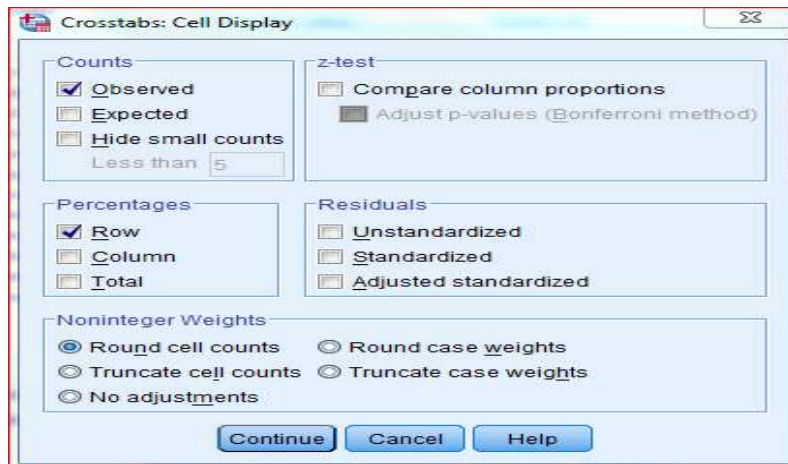 Crosstabs: Cell Display
Counts
Observed
Expected
Hide small counts
Less than 5
z-test
Compare column proportions
Adjust p-values (Bonferroni method)
Percentages
Row
Column
Total
Residuals
Unstandardized
Standardized
Adjusted standardized
Noninteger Weights
Round cell counts
Round case weights
Truncate cell counts
Truncate case weights
No adjustments
Continue
Cancel
Help